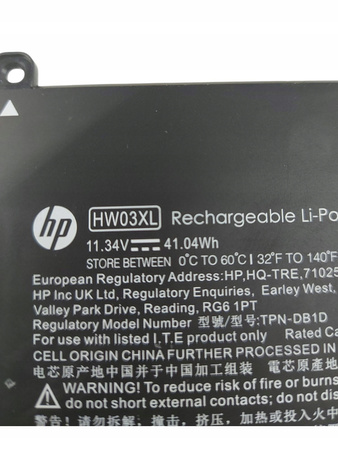 hp HW03XL Rechargeable Li-Po
11.34V 41.04Wh
STORE BETWEEN 0°C TO 60°C | 32°F TO 140°F
European Regulatory Address:HP,HQ-TRE,71025
HP Inc UK Ltd, Regulatory Enquiries, Earley West,
Valley Park Drive, Reading, RG6 1PT
Regulatory Model Number 型號/型号:TPN-DB1D
For use with listed I.T.E product only Rated Ca
CELL ORIGIN CHINA FURTHER PROCESSED IN
电芯原产地中国并于中国加工组装 電芯原產地
WARNING! May result of fire or burns
do not short external contacts; do not
警告！请勿拆卸、撞击，挤压，加热或投入火中